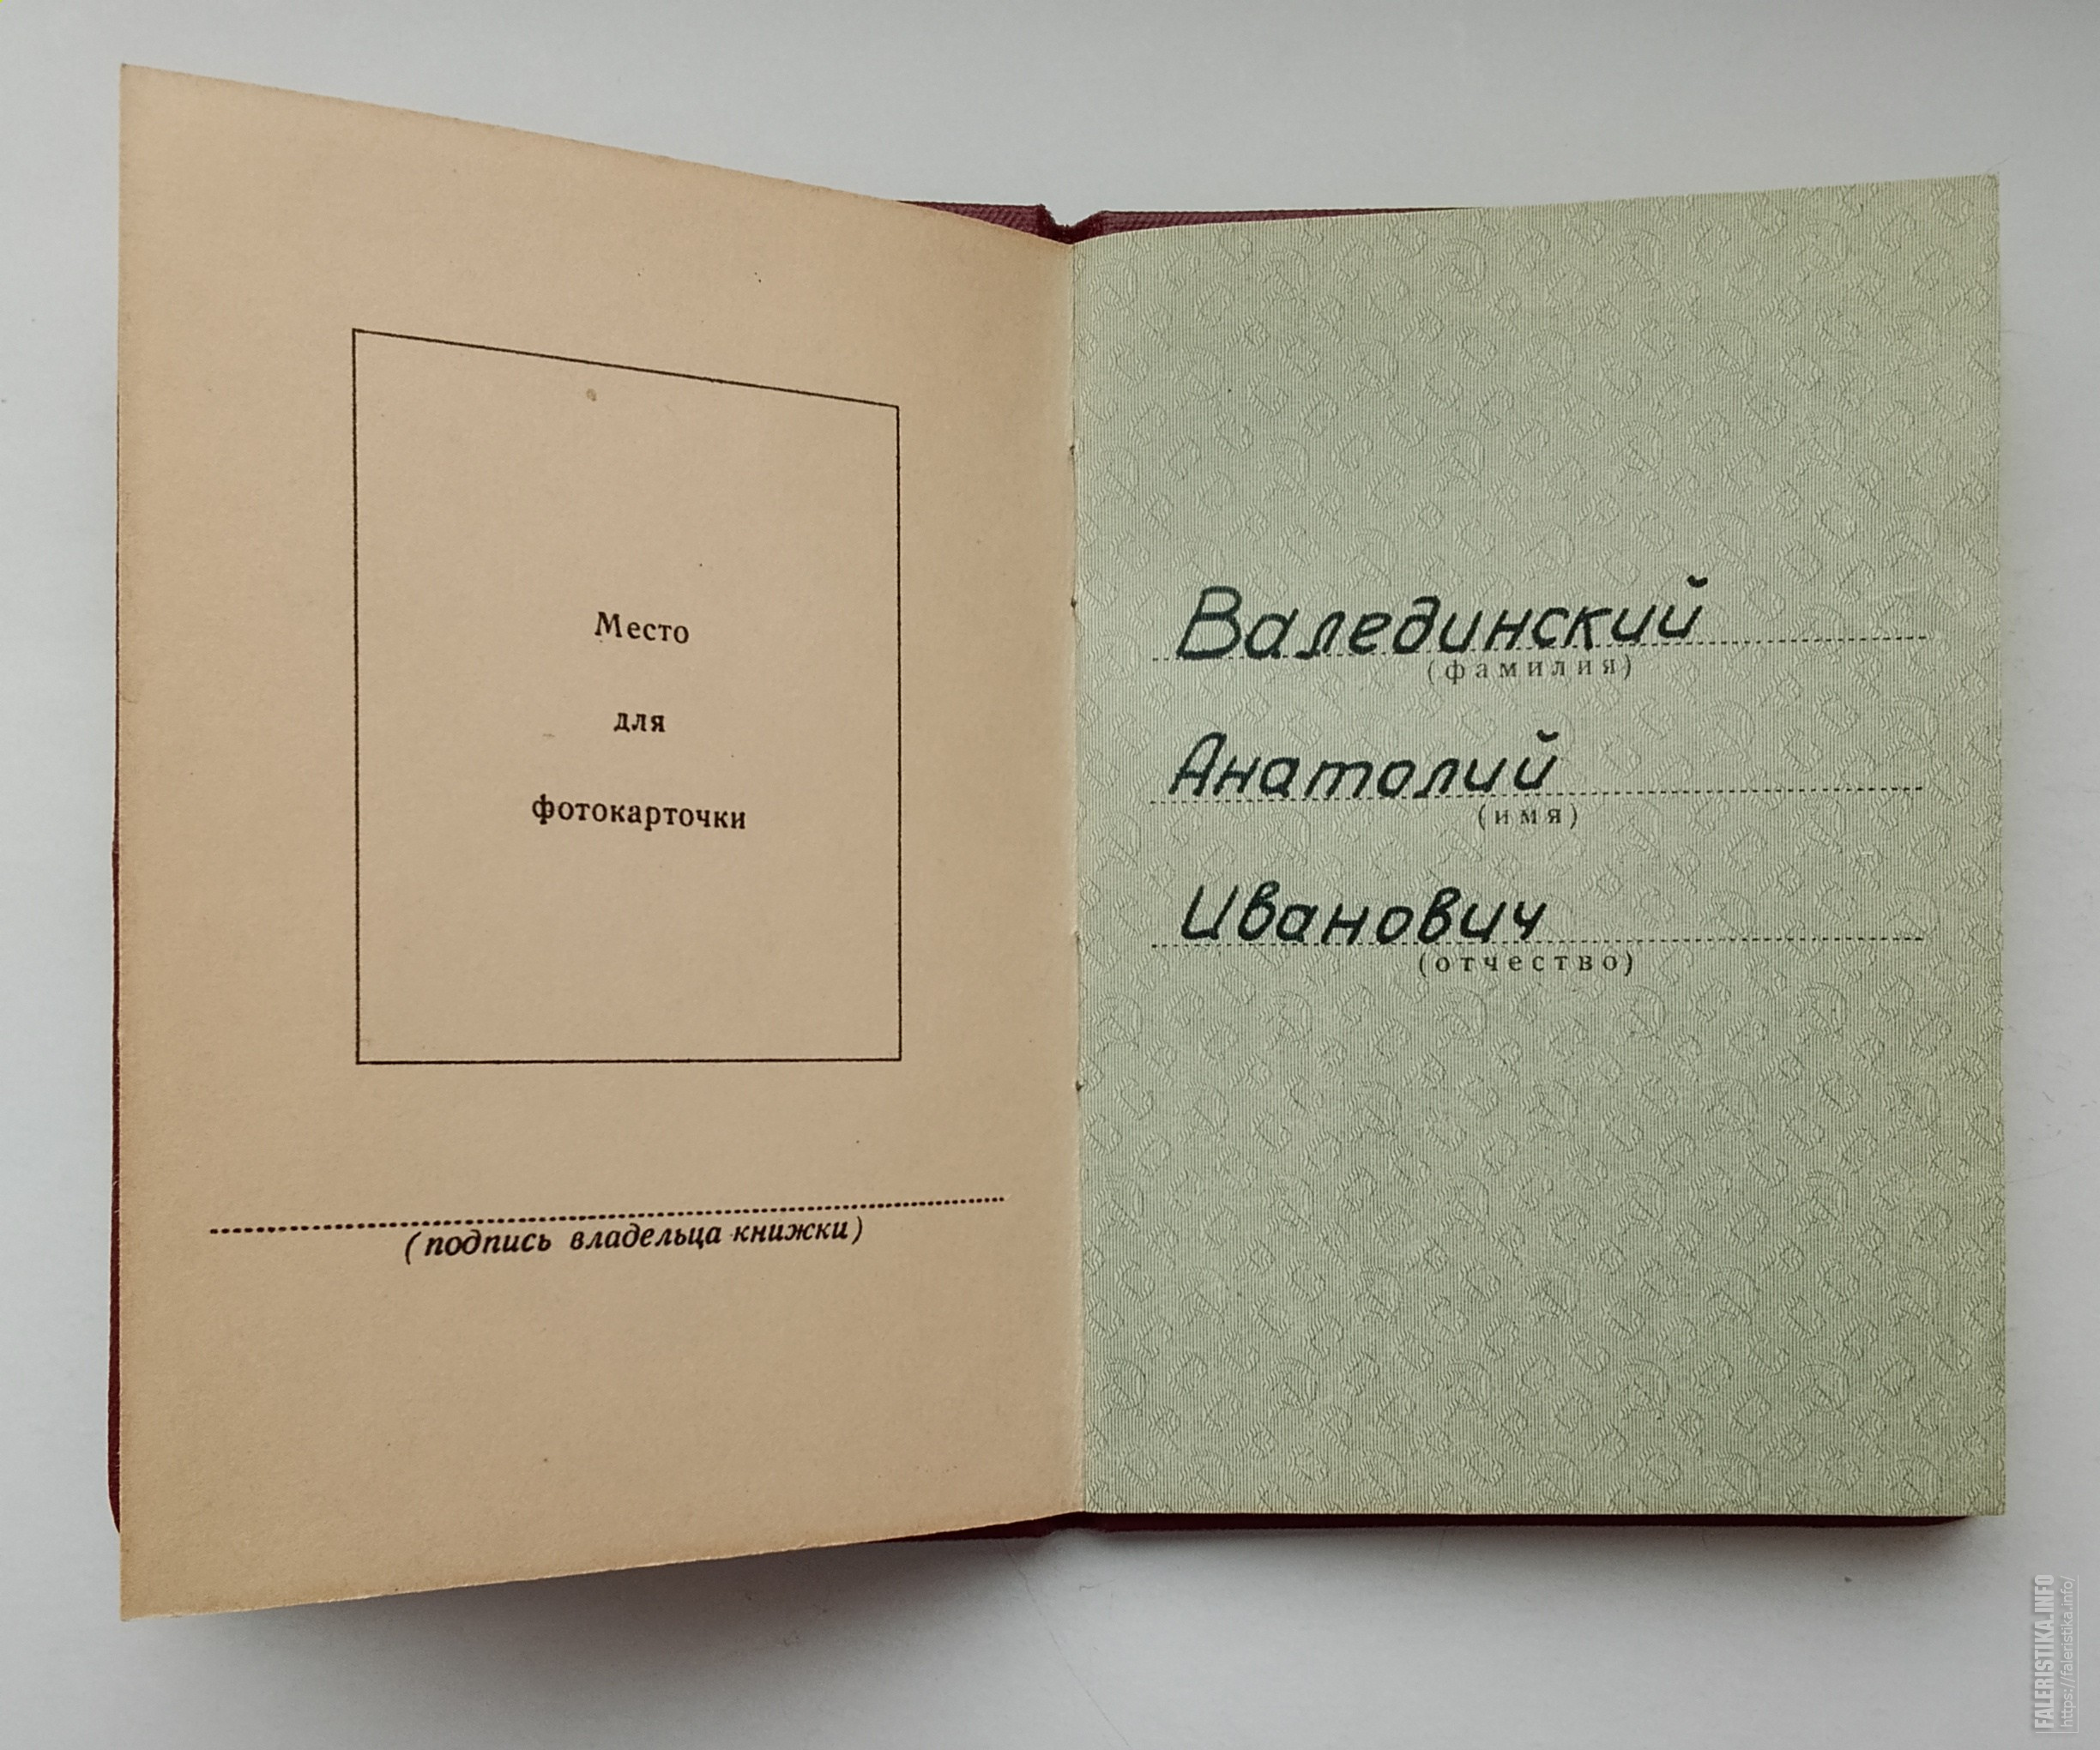 Место
для
фотокарточки
(подпись владельца книжки)
Валединский
(фамилия)
Анатолий
(имя)
Иванович
(отчество)
FALERISTIKA.INFO
https://faleristika.info/